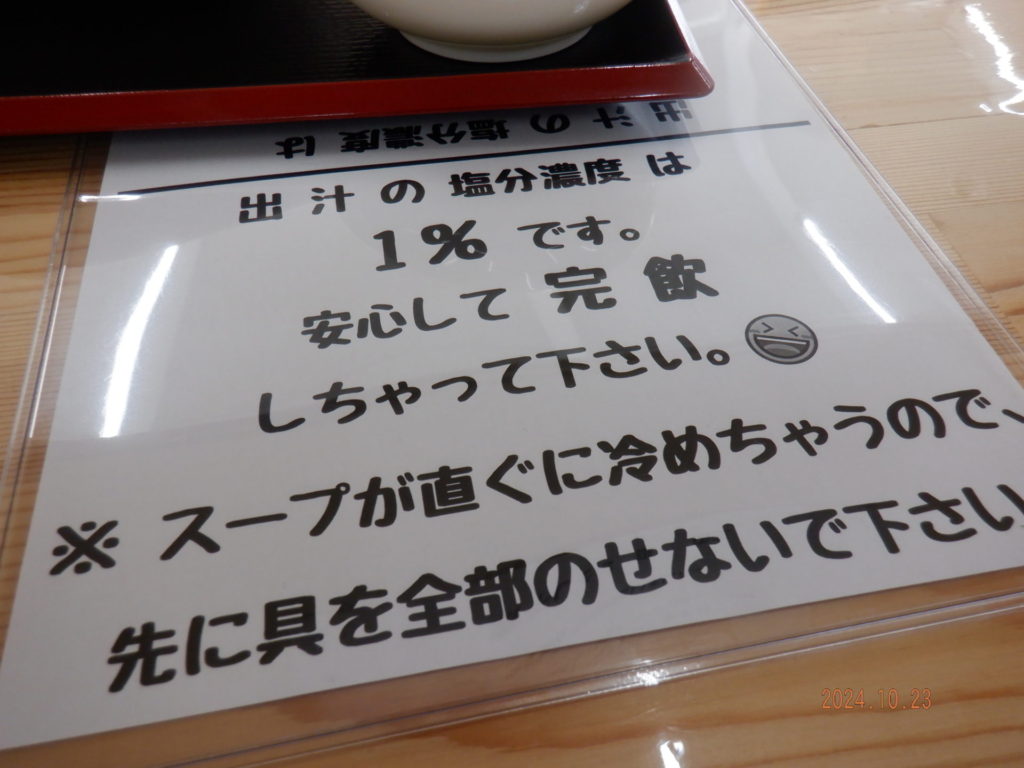 出汁の塩分濃度は
出汁の塩分濃度は
1%です。
安心して完飲
しちゃって下さい。
※スープが直ぐに冷めちゃうので、
先に具を全部のせないで下さい
2024.10.23